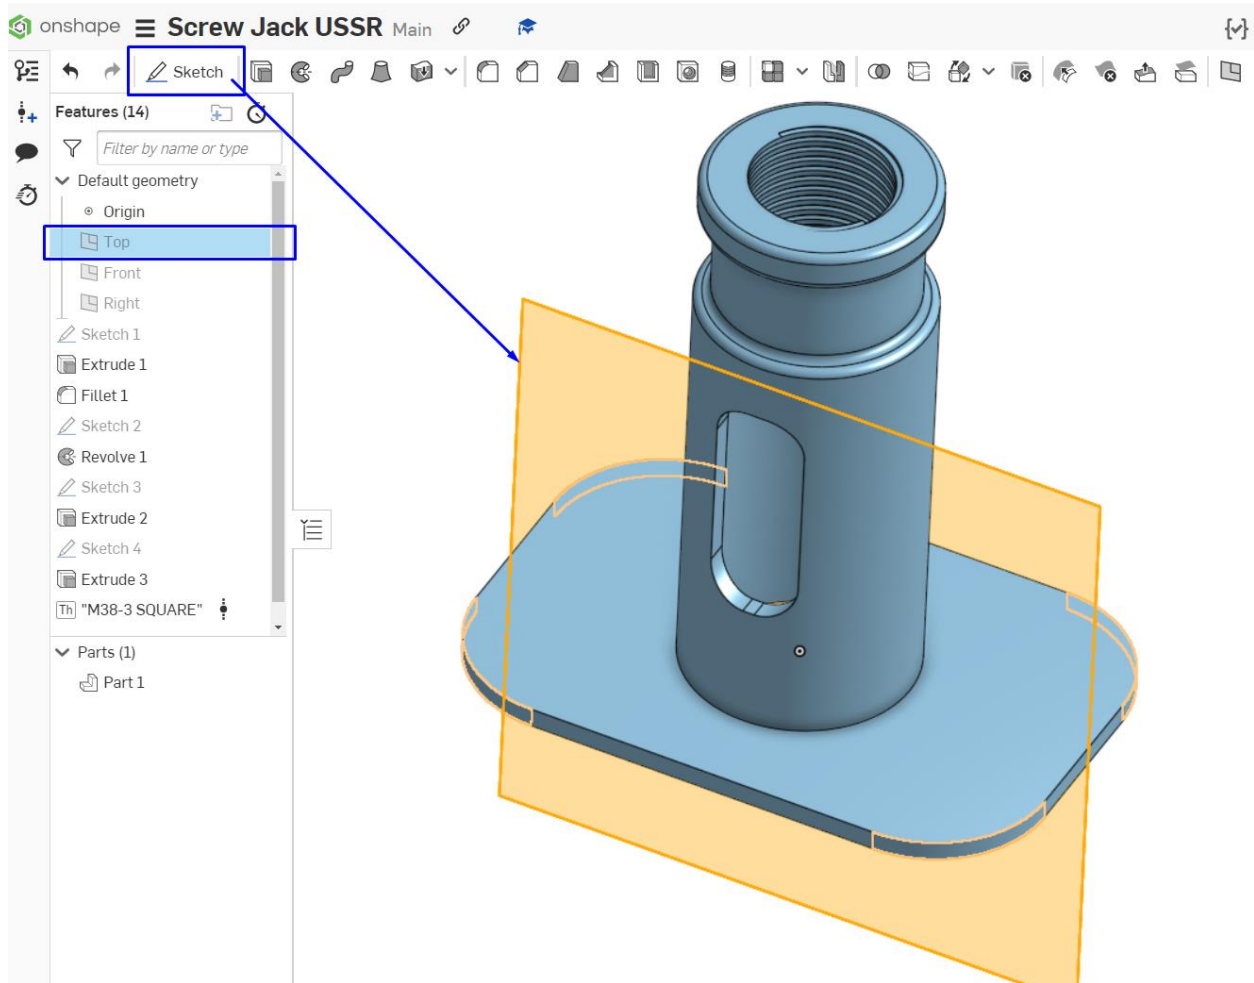 onshape Screw Jack USSR Main
Sketch
Features (14)
Filter by name or type
Default geometry
Origin
Top
Front
Right
Sketch 1
Extrude 1
Fillet 1
Sketch 2
Revolve 1
Sketch 3
Extrude 2
Sketch 4
Extrude 3
Th "M38-3 SQUARE"
Parts (1)
Part 1